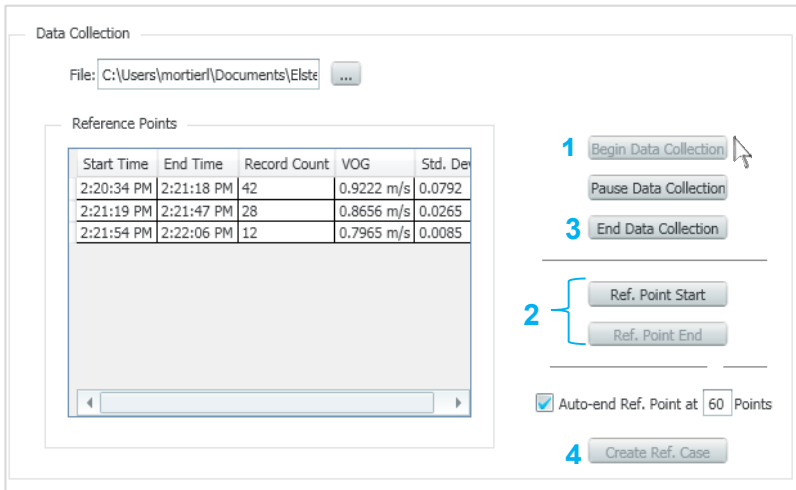 Data Collection
File: C:\Users\mortierl\Documents\Elste ...
Reference Points
Start Time End Time Record Count VOG Std. Dev
2:20:34 PM 2:21:18 PM 42 0.9222 m/s 0.0792
2:21:19 PM 2:21:47 PM 28 0.8656 m/s 0.0265
2:21:54 PM 2:22:06 PM 12 0.7965 m/s 0.0085
1 Begin Data Collection
Pause Data Collection
3 End Data Collection
2
Ref. Point Start
Ref. Point End
Auto-end Ref. Point at 60 Points
4 Create Ref. Case